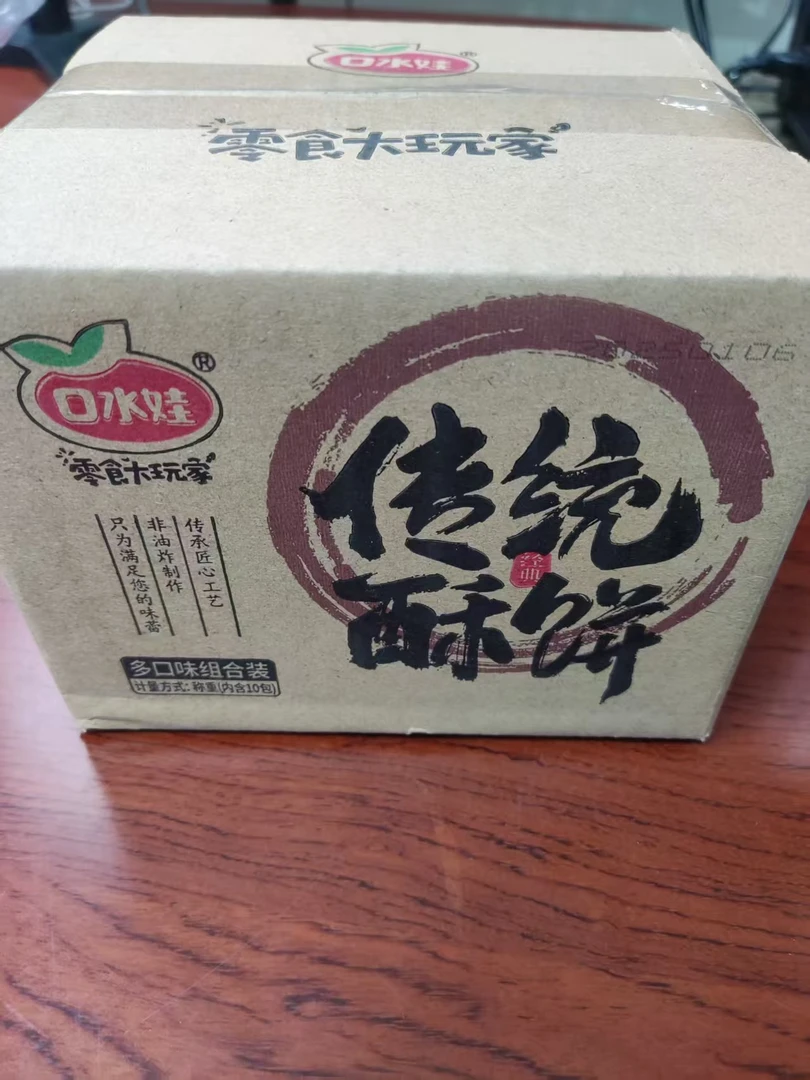 口水娃®
零食大玩家
口水娃®
零食大玩家
传承匠心工艺
非油炸制作
只为满足您的味蕾
多口味组合装
计量方式:称重(内含10包)
20250106
传统
酥饼